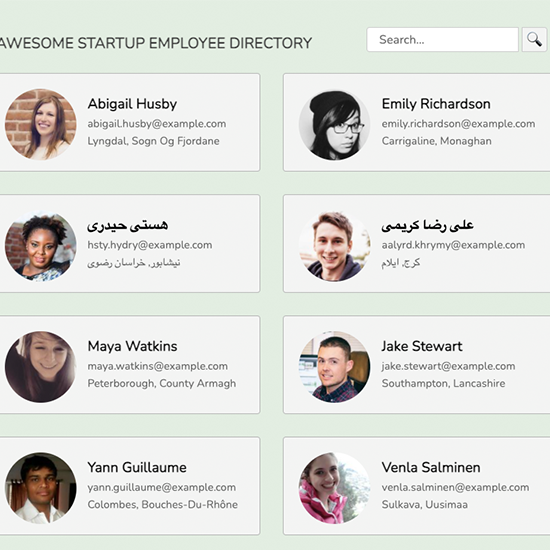 AWESOME STARTUP EMPLOYEE DIRECTORY
Search...
Abigail Husby
abigail.husby@example.com
Lyngdal, Sogn Og Fjordane
Emily Richardson
emily.richardson@example.com
Carrigaline, Monaghan
هستی حیدری
hsty.hydry@example.com
نیشابور, خراسان رضوی
علی رضا کریمی
aalyrd.khrymy@example.com
کرج, ایلام
Maya Watkins
maya.watkins@example.com
Peterborough, County Armagh
Jake Stewart
jake.stewart@example.com
Southampton, Lancashire
Yann Guillaume
yann.guillaume@example.com
Colombes, Bouches-Du-Rhône
Venla Salminen
venla.salminen@example.com
Sulkava, Uusimaa